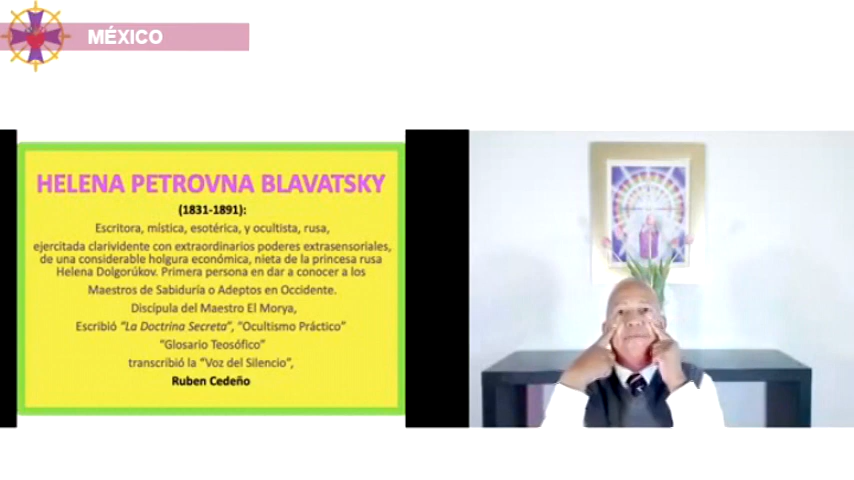 MÉXICO
HELENA PETROVNA BLAVATSKY
(1831-1891):
Escritora, mística, esotérica, y ocultista, rusa,
ejercitada clarividente con extraordinarios poderes extrasensoriales,
de una considerable holgura económica, nieta de la princesa rusa
Helena Dolgorúkov. Primera persona en dar a conocer a los
Maestros de Sabiduría o Adeptos en Occidente.
Discípula del Maestro El Morya,
Escribió “La Doctrina Secreta”, “Ocultismo Práctico”
“Glosario Teosófico”
transcribió la “Voz del Silencio”,
Ruben Cedeño